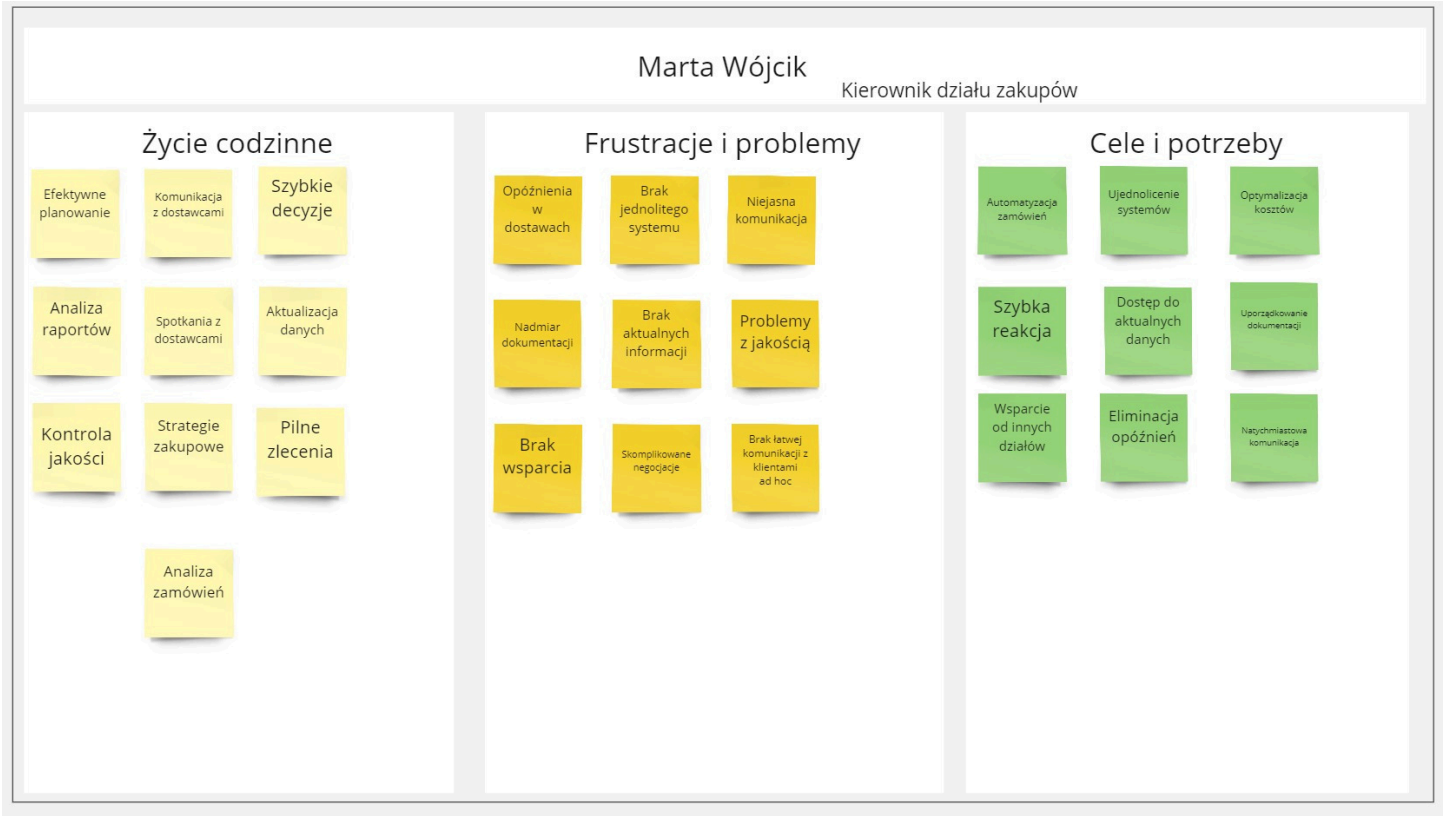 Marta Wójcik
Kierownik działu zakupów
Życie codzinne
Efektywne
planowanie
Komunikacja
z dostawcami
Szybkie
decyzje
Analiza
raportów
Spotkania z
dostawcami
Aktualizacja
danych
Kontrola
jakości
Strategie
zakupowe
Pilne
zlecenia
Analiza
zamówień
Frustracje i problemy
Opóźnienia
w
dostawach
Brak
jednolitego
systemu
Niejasna
komunikacja
Nadmiar
dokumentacji
Brak
aktualnych
informacji
Problemy
z jakością
Brak
wsparcia
Skomplikowane
negocjacje
Brak łatwej
komunikacji z
klientami
ad hoc
Cele i potrzeby
Automatyzacja
zamówień
Ujednolicenie
systemów
Optymalizacja
kosztów
Szybka
reakcja
Dostęp do
aktualnych
danych
Uporządkowanie
dokumentacji
Wsparcie
od innych
działów
Eliminacja
opóźnień
Natychmiastowa
komunikacja